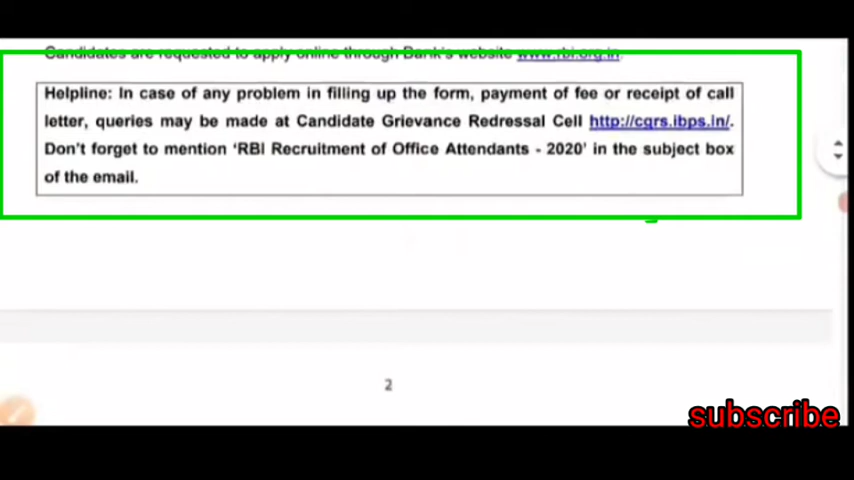 Candidates are requested to apply online through Bank's website www.rbi.org.in.
Helpline: In case of any problem in filling up the form, payment of fee or receipt of call
letter, queries may be made at Candidate Grievance Redressal Cell http://cgrs.ibps.in/.
Don't forget to mention 'RBI Recruitment of Office Attendants - 2020' in the subject box
of the email.
2
subscribe